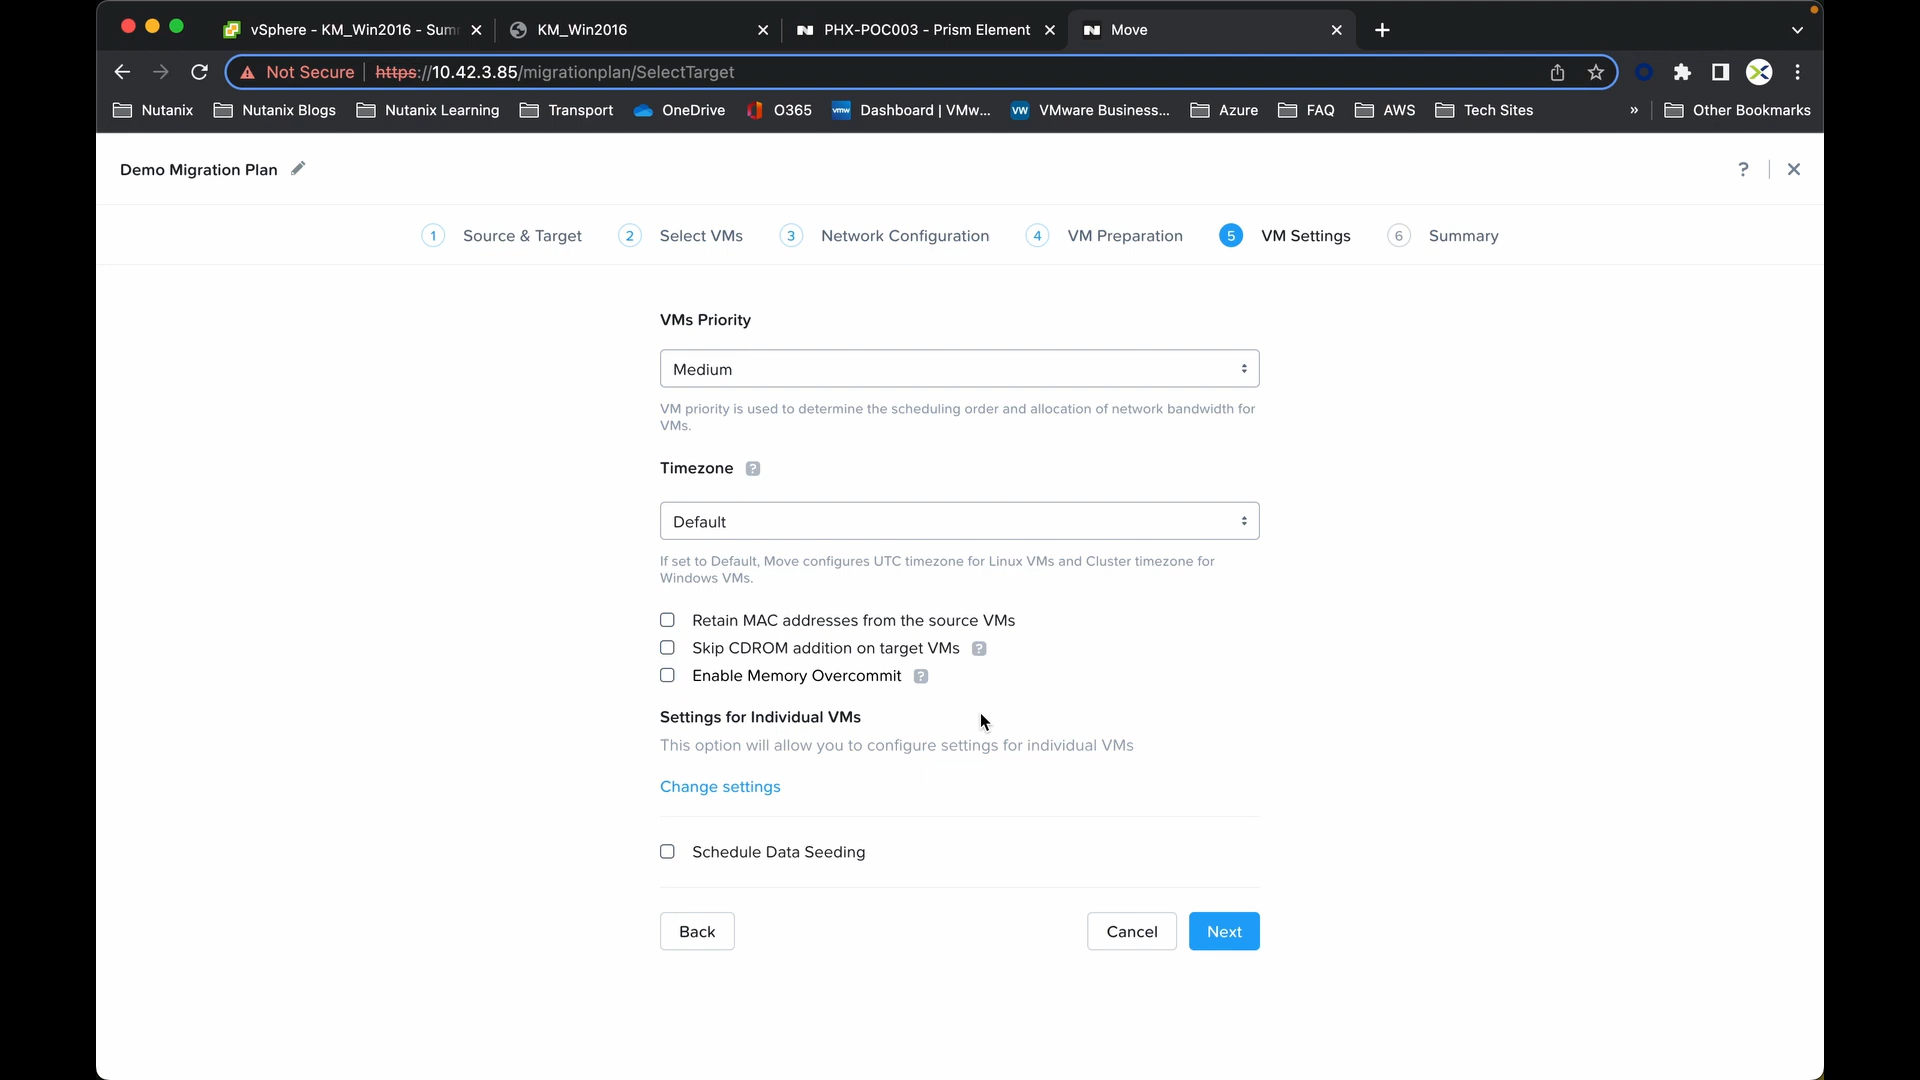 vSphere - KM_Win2016 - Sum
KM_Win2016
PHX-POC003 - Prism Element
Move
Not Secure
https://10.42.3.85/migrationplan/SelectTarget
Nutanix
Nutanix Blogs
Nutanix Learning
Transport
OneDrive
O365
vmw
Dashboard | VMw...
VW
VMware Business...
Azure
FAQ
AWS
Tech Sites
»
Other Bookmarks
Demo Migration Plan
?
1 Source & Target
2 Select VMs
3 Network Configuration
4 VM Preparation
5 VM Settings
6 Summary
VMs Priority
Medium
VM priority is used to determine the scheduling order and allocation of network bandwidth for
VMs.
Timezone ?
Default
If set to Default, Move configures UTC timezone for Linux VMs and Cluster timezone for
Windows VMs.
Retain MAC addresses from the source VMs
Skip CDROM addition on target VMs ?
Enable Memory Overcommit ?
Settings for Individual VMs
This option will allow you to configure settings for individual VMs
Change settings
Schedule Data Seeding
Back
Cancel
Next